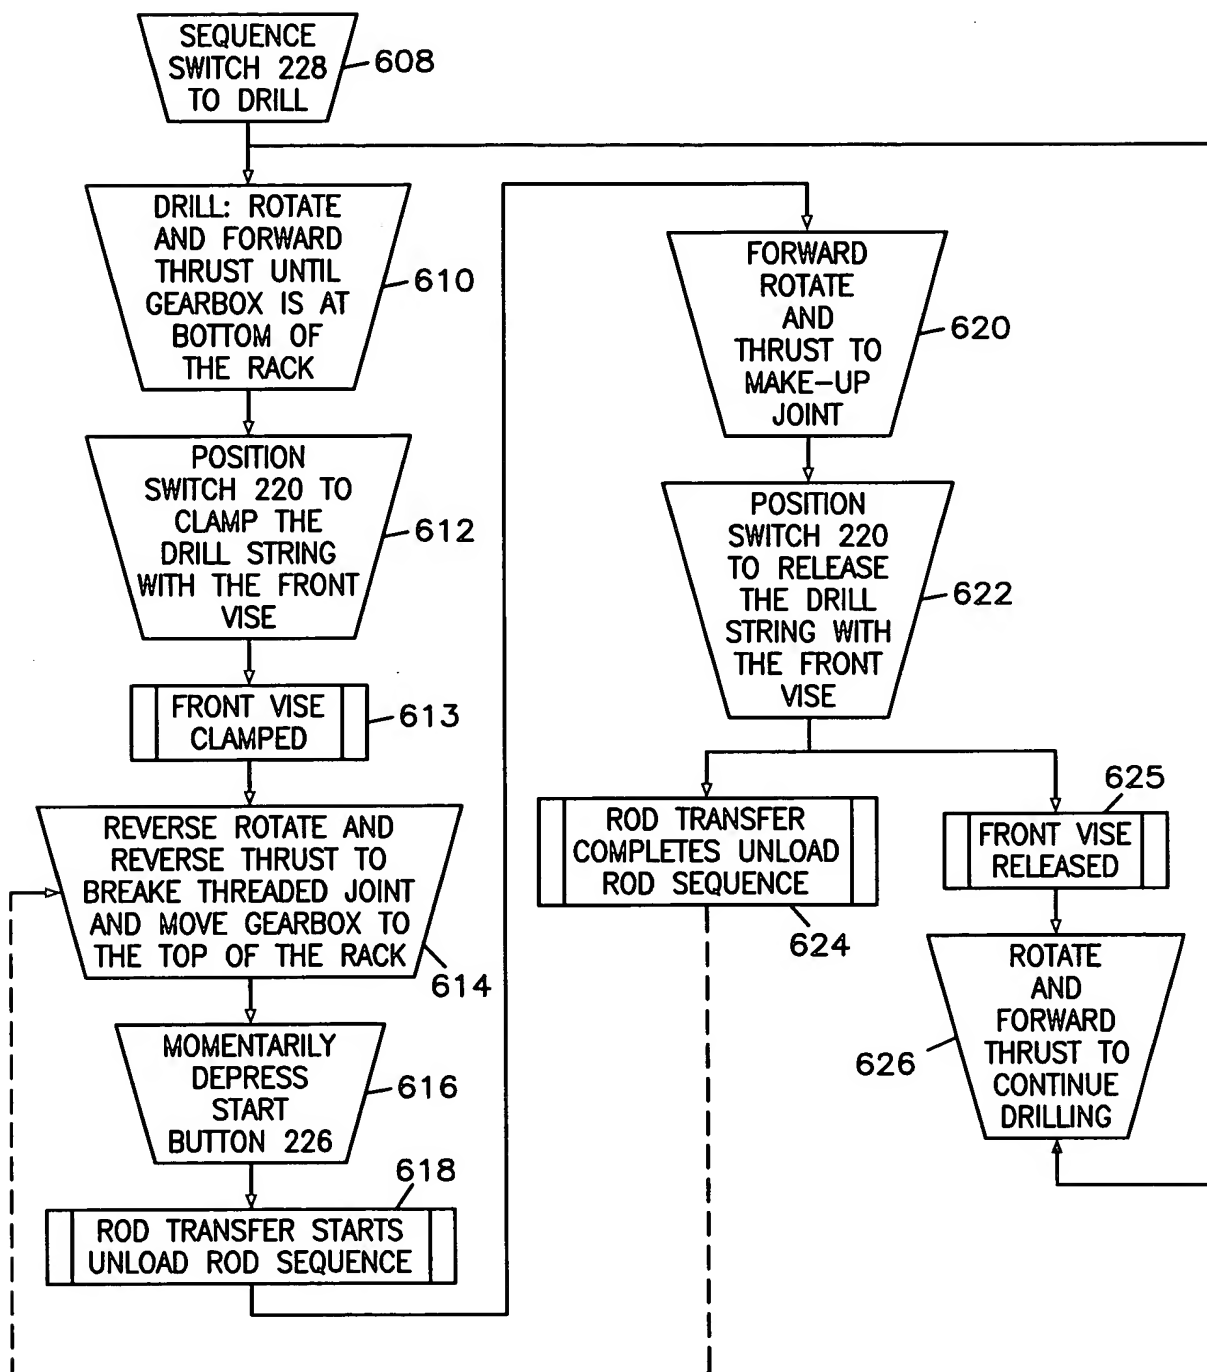 SEQUENCE
SWITCH 228
TO DRILL
608
DRILL: ROTATE
AND FORWARD
THRUST UNTIL
GEARBOX IS AT
BOTTOM OF
THE RACK
610
POSITION
SWITCH 220 TO
CLAMP THE
DRILL STRING
WITH THE FRONT
VISE
612
FRONT VISE
CLAMPED
613
REVERSE ROTATE AND
REVERSE THRUST TO
BREAKE THREADED JOINT
AND MOVE GEARBOX TO
THE TOP OF THE RACK
614
MOMENTARILY
DEPRESS
START
BUTTON 226
616
618
ROD TRANSFER STARTS
UNLOAD ROD SEQUENCE
FORWARD
ROTATE
AND
THRUST TO
MAKE-UP
JOINT
620
POSITION
SWITCH 220
TO RELEASE
THE DRILL
STRING WITH
THE FRONT
VISE
622
ROD TRANSFER
COMPLETES UNLOAD
ROD SEQUENCE
624
625
FRONT VISE
RELEASED
ROTATE
AND
FORWARD
THRUST TO
CONTINUE
DRILLING
626